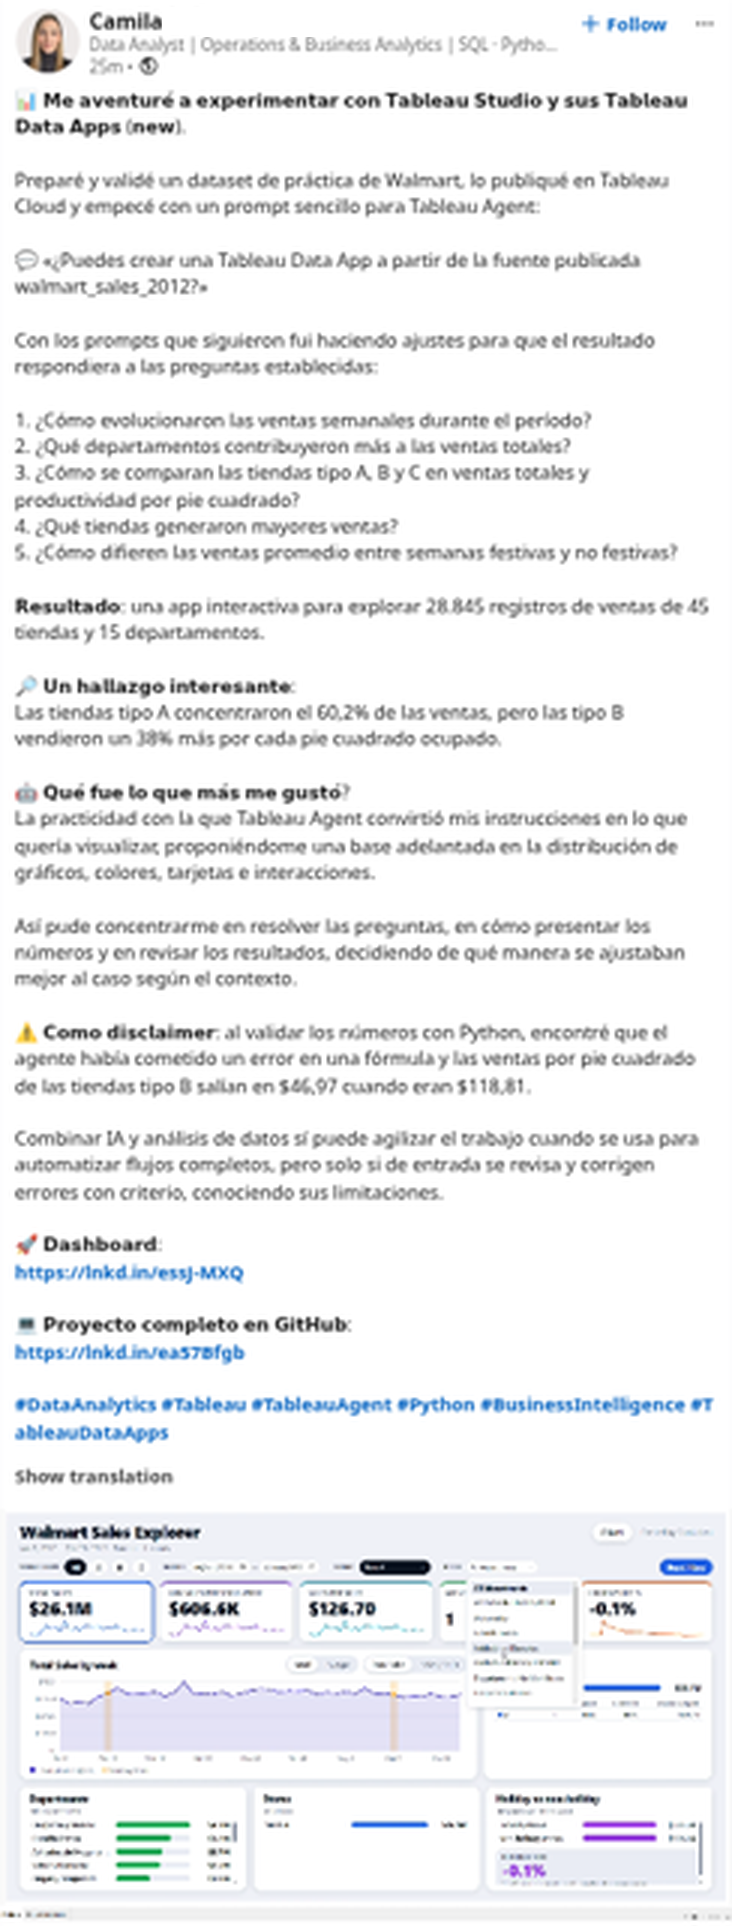 Camila
+ Follow
Data Analyst | Operations & Business Analytics | SQL · Pytho...
25m •
📊 Me aventuré a experimentar con Tableau Studio y sus Tableau
Data Apps (new).
Preparé y validé un dataset de práctica de Walmart, lo publiqué en Tableau
Cloud y empecé con un prompt sencillo para Tableau Agent:
💬 «¿Puedes crear una Tableau Data App a partir de la fuente publicada
walmart_sales_2012?»
Con los prompts que siguieron fui haciendo ajustes para que el resultado
respondiera a las preguntas establecidas:
1. ¿Cómo evolucionaron las ventas semanales durante el período?
2. ¿Qué departamentos contribuyeron más a las ventas totales?
3. ¿Cómo se comparan las tiendas tipo A, B y C en ventas totales y
productividad por pie cuadrado?
4. ¿Qué tiendas generaron mayores ventas?
5. ¿Cómo difieren las ventas promedio entre semanas festivas y no festivas?
Resultado: una app interactiva para explorar 28.845 registros de ventas de 45
tiendas y 15 departamentos.
🔎 Un hallazgo interesante:
Las tiendas tipo A concentraron el 60,2% de las ventas, pero las tipo B
vendieron un 38% más por cada pie cuadrado ocupado.
🤖 Qué fue lo que más me gustó?
La practicidad con la que Tableau Agent convirtió mis instrucciones en lo que
quería visualizar, proponiéndome una base adelantada en la distribución de
gráficos, colores, tarjetas e interacciones.
Así pude concentrarme en resolver las preguntas, en cómo presentar los
números y en revisar los resultados, decidiendo de qué manera se ajustaban
mejor al caso según el contexto.
⚠️ Como disclaimer: al validar los números con Python, encontré que el
agente había cometido un error en una fórmula y las ventas por pie cuadrado
de las tiendas tipo B salían en $46,97 cuando eran $118,81.
Combinar IA y análisis de datos sí puede agilizar el trabajo cuando se usa para
automatizar flujos completos, pero solo si de entrada se revisa y corrigen
errores con criterio, conociendo sus limitaciones.
🚀 Dashboard:
https://lnkd.in/essJ-MXQ
💻 Proyecto completo en GitHub:
https://lnkd.in/ea57Bfgb
#DataAnalytics #Tableau #TableauAgent #Python #BusinessIntelligence #T
ableauDataApps
Show translation
Walmart Sales Explorer
$26.1M
$606.6K
$126.70
1
-0.1%
Total Sales by week
Departments
Stores
Holiday vs non-holiday
-0.1%